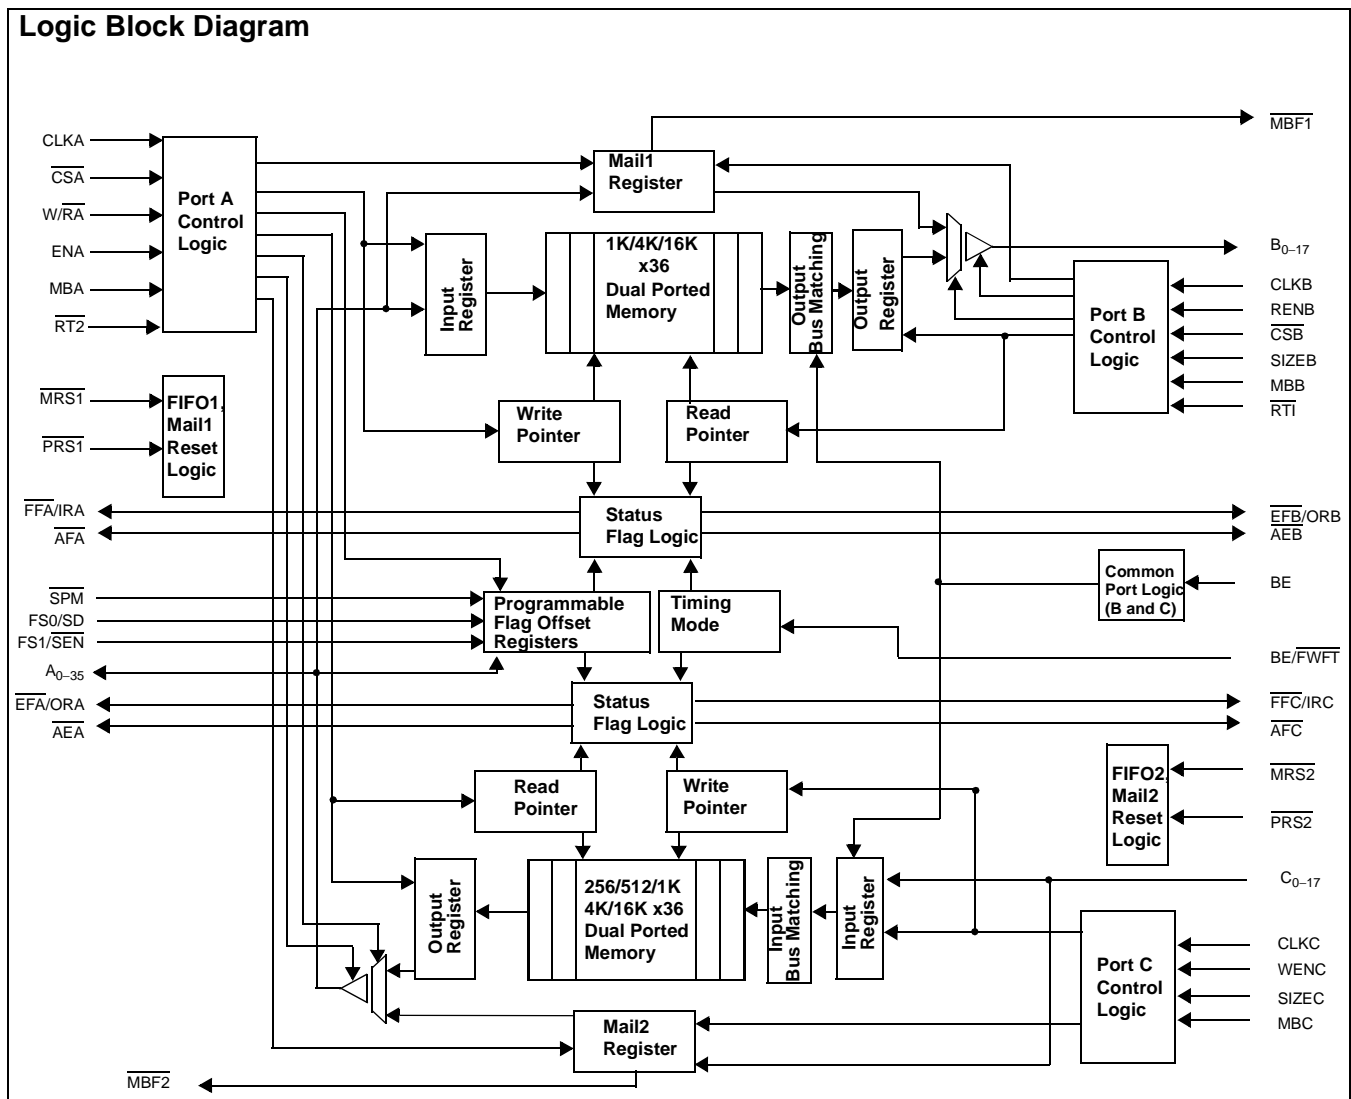 Logic Block Diagram
MBF1
CLKA
CSA
W/RA
ENA
MBA
RT2
Port A
Control
Logic
Mail1
Register
Input
Register
1K/4K/16K
x36
Dual Ported
Memory
Output
Bus Matching
Output
Register
B0–17
CLKB
RENB
CSB
SIZEB
MBB
RTI
Port B
Control
Logic
MRS1
PRS1
FIFO1,
Mail1
Reset
Logic
Write
Pointer
Read
Pointer
FFA/IRA
AFA
Status
Flag Logic
EFB/ORB
AEB
SPM
FS0/SD
FS1/SEN
A0–35
Programmable
Flag Offset
Registers
Timing
Mode
Common
Port Logic
(B and C)
BE
BE/FWFT
EFA/ORA
AEA
Status
Flag Logic
FFC/IRC
AFC
Read
Pointer
Write
Pointer
FIFO2,
Mail2
Reset
Logic
MRS2
PRS2
Output
Register
256/512/1K
4K/16K x36
Dual Ported
Memory
Input
Bus Matching
Input
Register
C0–17
Port C
Control
Logic
CLKC
WENC
SIZEC
MBC
Mail2
Register
MBF2